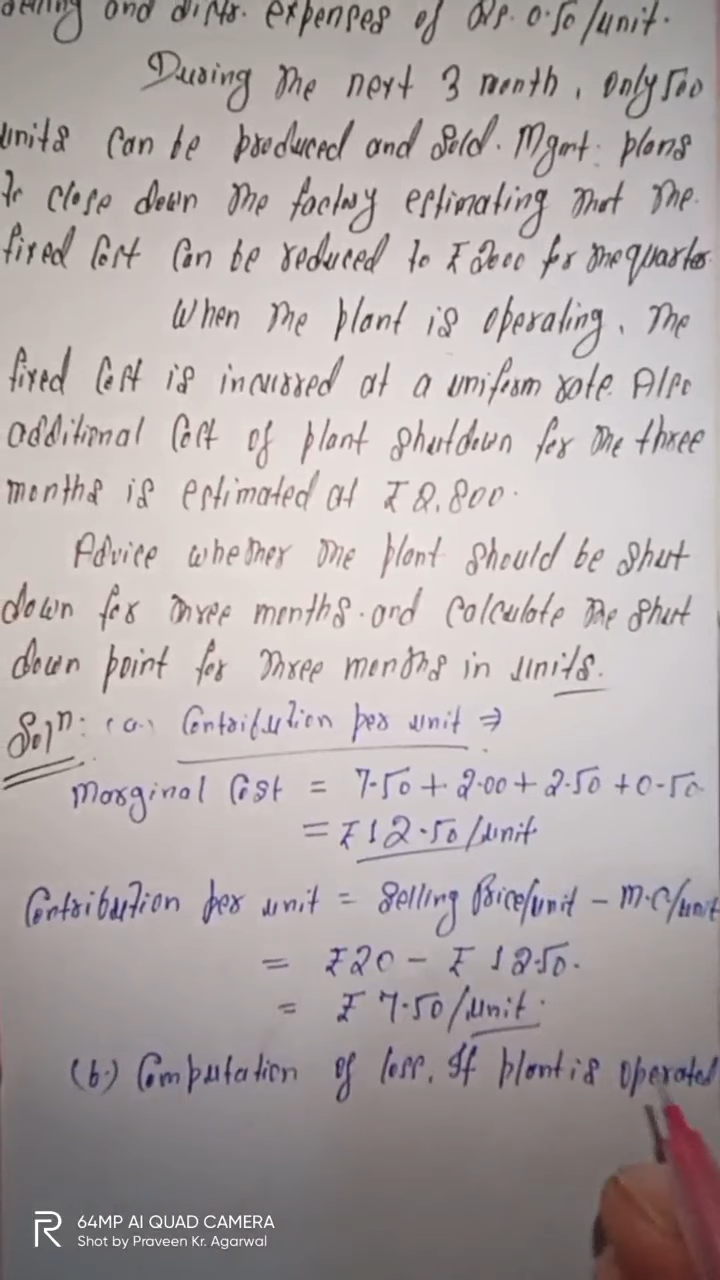 selling and distr. expenses of Rs. 0.50/unit.
During the next 3 month, only 500
units can be produced and sold. Mgmt. plans
to close down the factory estimating that the
fixed cost can be reduced to ₹2000 for the quarter
When the plant is operating, the
fixed cost is incurred at a uniform rate. Also
additional cost of plant shutdown for the three
months is estimated at ₹2,800.
Advice whether the plant should be shut
down for three months and calculate the shut
down point for three months in units.
Solⁿ: (a.) Contribution per unit ⇒
Marginal Cost = 7.50 + 2.00 + 2.50 + 0.50
= ₹12.50/unit
Contribution per unit = Selling Price/unit – M.C/unit
= ₹20 – ₹12.50.
= ₹7.50/unit.
(b.) Computation of loss, If plant is operated
64MP AI QUAD CAMERA
Shot by Praveen Kr. Agarwal